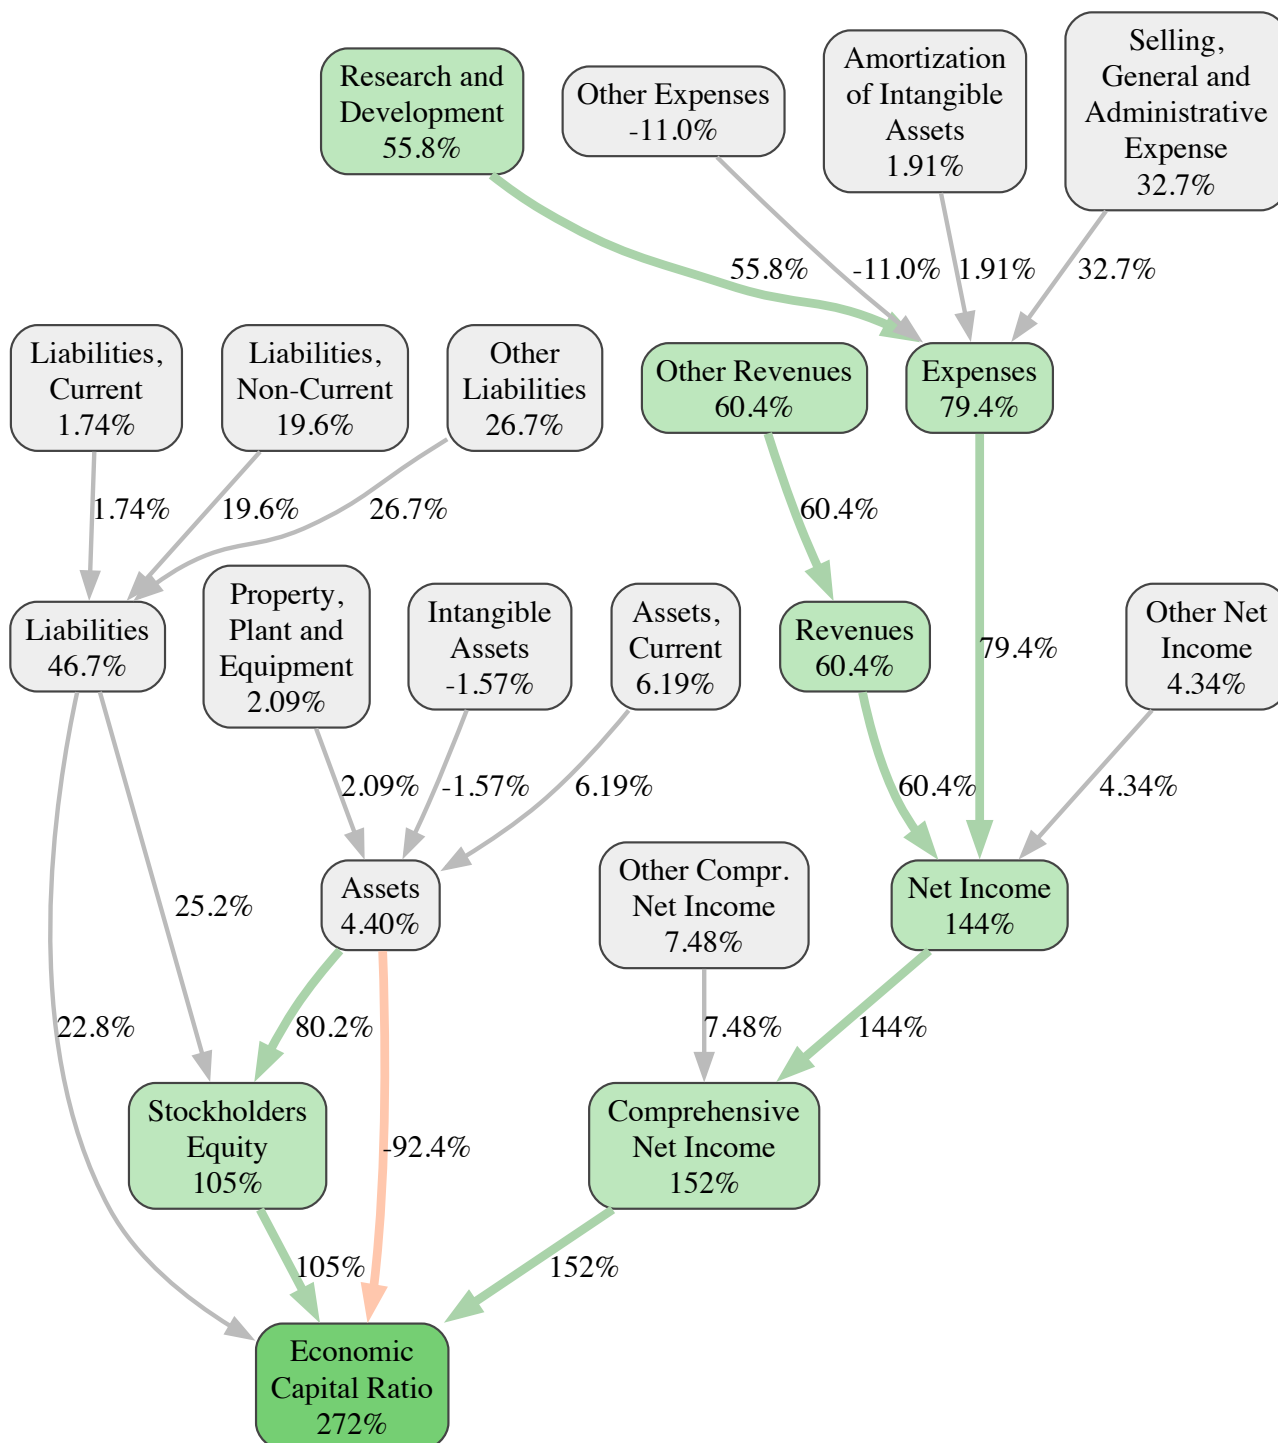 Research and
Development
55.8%
Other Expenses
-11.0%
Amortization
of Intangible
Assets
1.91%
Selling,
General and
Administrative
Expense
32.7%
55.8%
-11.0%
1.91%
32.7%
Liabilities,
Current
1.74%
Liabilities,
Non-Current
19.6%
Other
Liabilities
26.7%
Other Revenues
60.4%
Expenses
79.4%
1.74%
19.6%
26.7%
60.4%
Liabilities
46.7%
Property,
Plant and
Equipment
2.09%
Intangible
Assets
-1.57%
Assets,
Current
6.19%
Revenues
60.4%
79.4%
Other Net
Income
4.34%
2.09%
-1.57%
6.19%
60.4%
4.34%
25.2%
Assets
4.40%
Other Compr.
Net Income
7.48%
Net Income
144%
22.8%
80.2%
7.48%
144%
Stockholders
Equity
105%
-92.4%
Comprehensive
Net Income
152%
105%
152%
Economic
Capital Ratio
272%